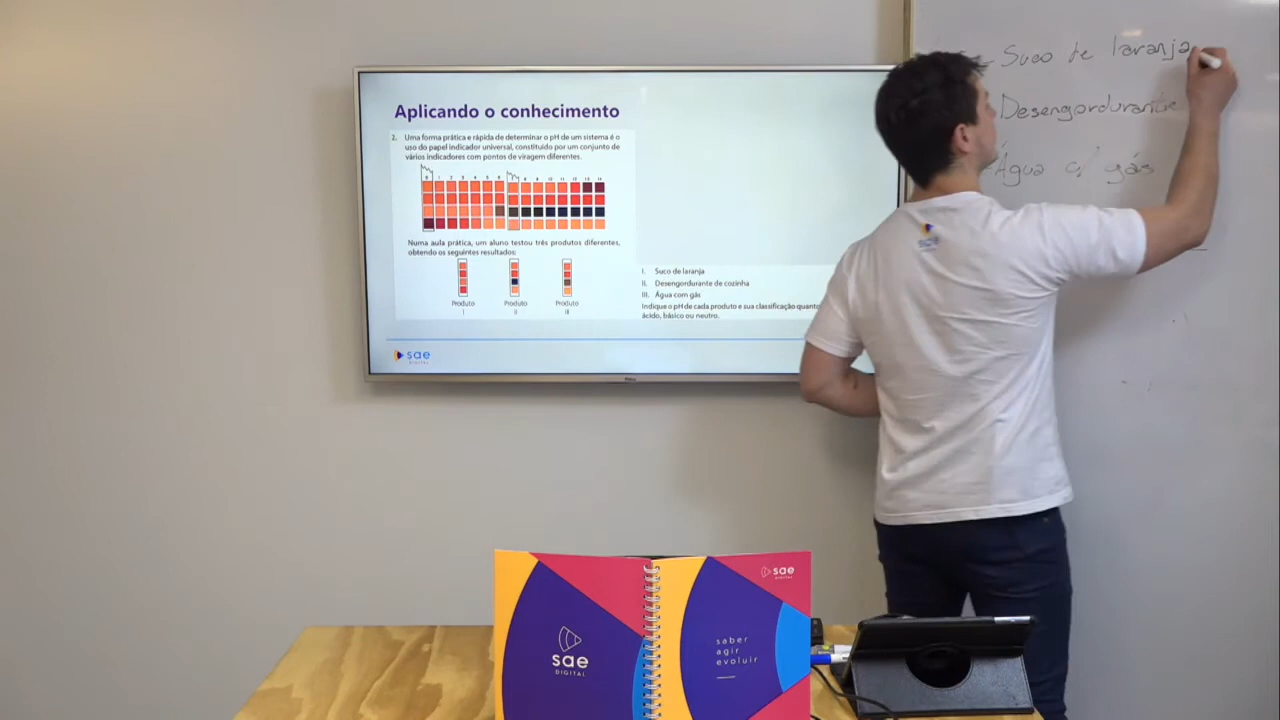 Aplicando o conhecimento
2. Uma forma prática e rápida de determinar o pH de um sistema é o
uso do papel indicador universal, constituído por um conjunto de
vários indicadores com pontos de viragem diferentes.
Numa aula prática, um aluno testou três produtos diferentes,
obtendo os seguintes resultados:
Produto I
Produto II
Produto III
I. Suco de laranja
II. Desengordurante de cozinha
III. Água com gás
Indique o pH de cada produto e sua classificação quanto
ácido, básico ou neutro.
sae
DIGITAL
Suco de laranja
Desengordurante
Água c/ gás
sae
DIGITAL
sae
DIGITAL
saber
agir
evoluir